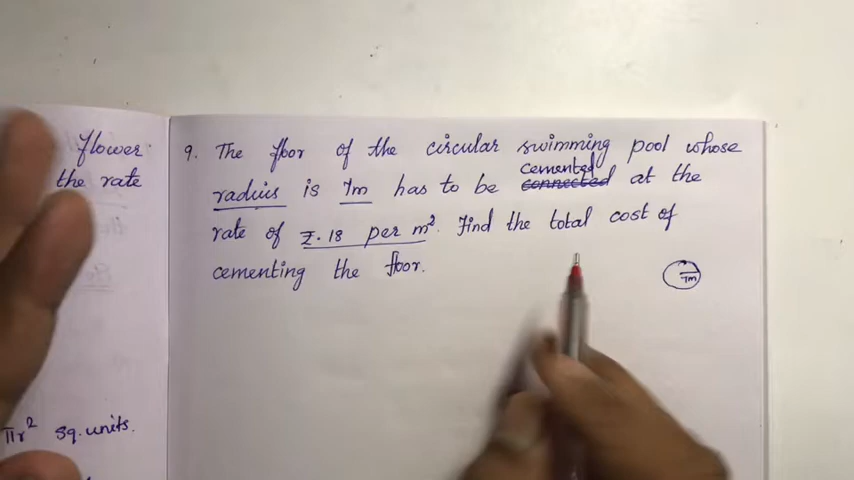 flower
the rate
πr² Sq.units.
9. The floor of the circular swimming pool whose
cemented
radius is 7m has to be connected at the
rate of ₹.18 per m². Find the total cost of
cementing the floor.
7m